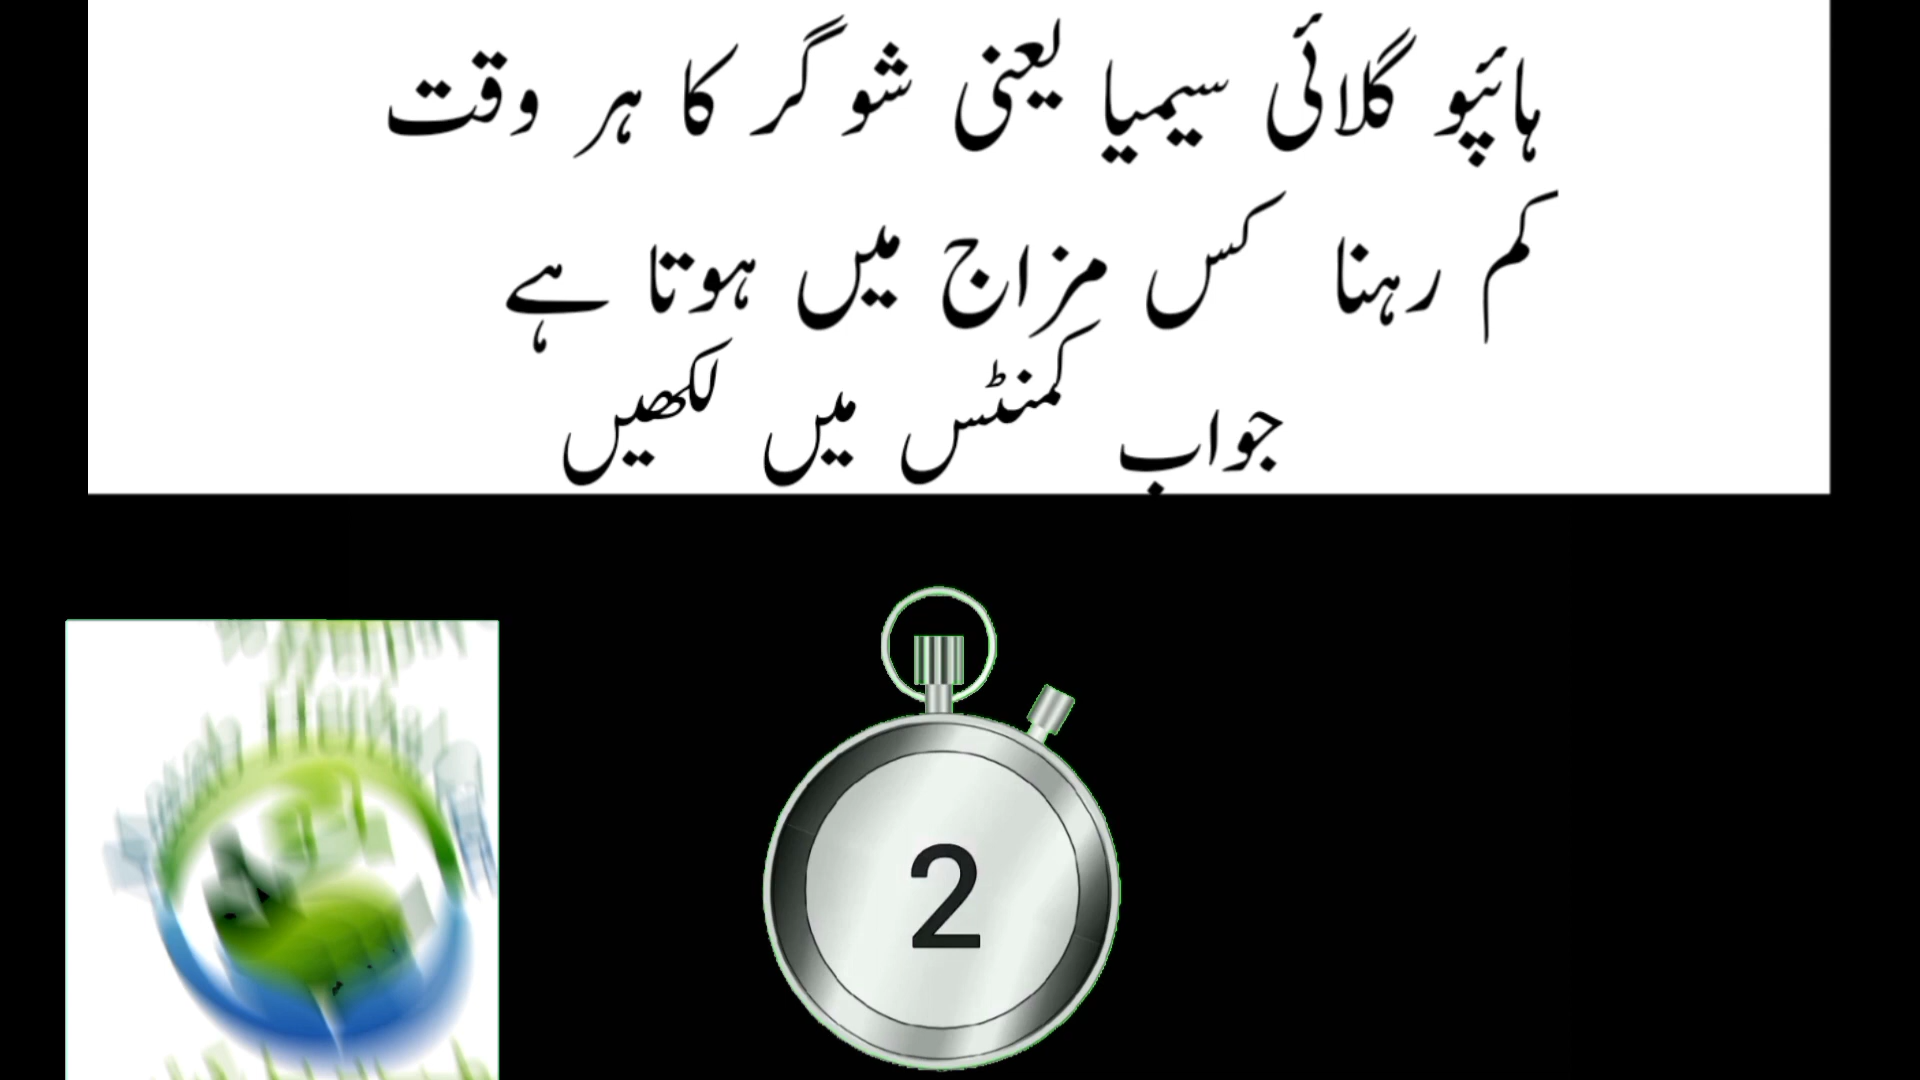 ہائپو گلائی سیمیا یعنی شوگر کا ہر وقت
کم رہنا کس مزاج میں ہوتا ہے
جواب کمنٹس میں لکھیں
2